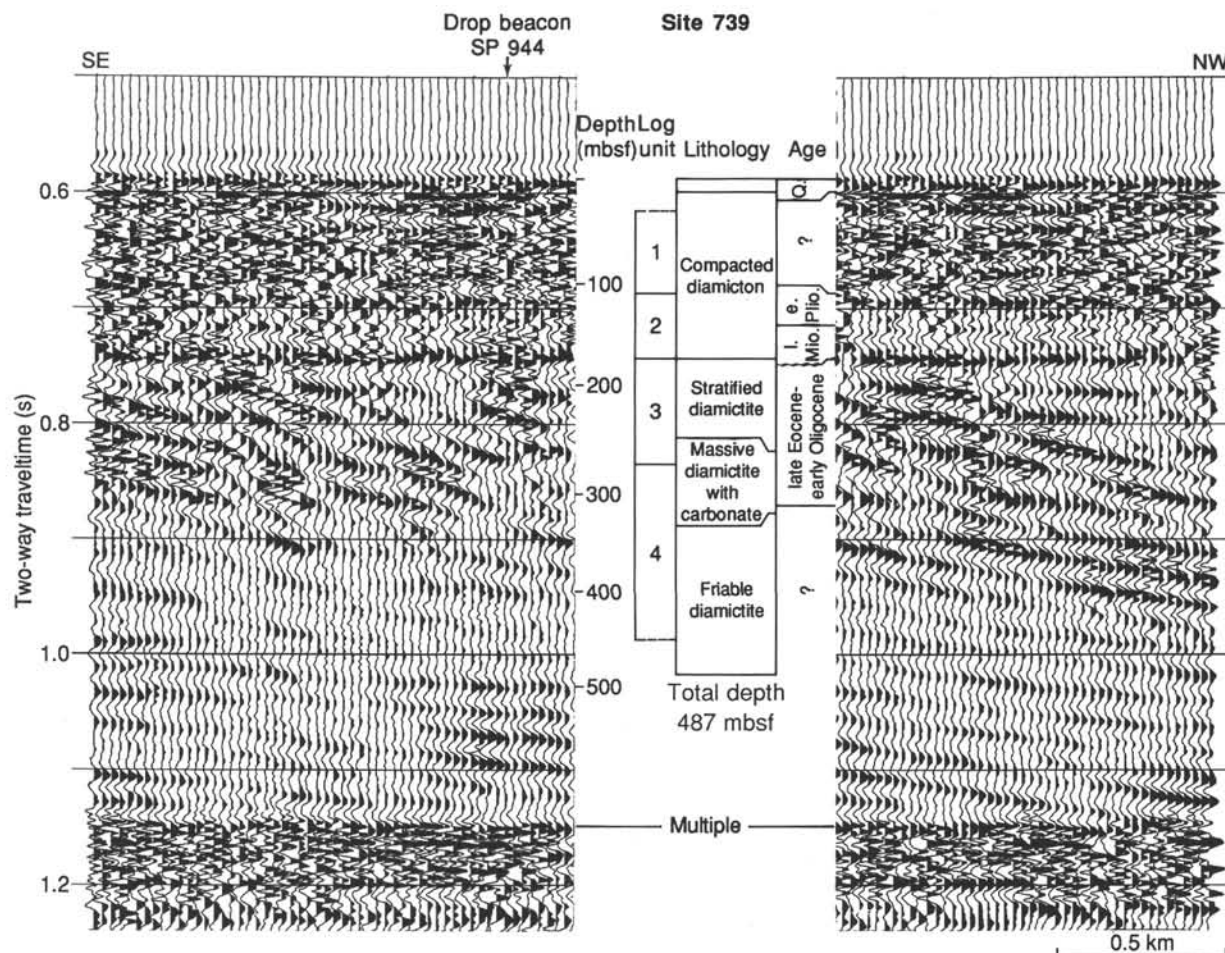 Drop beacon
SP 944
Site 739
SE
NW
Depth
(mbsf)
Log
unit
Lithology
Age
0.6
0.8
1.0
1.2
Two-way traveltime (s)
100
200
300
400
500
1
2
3
4
Compacted
diamicton
Stratified
diamictite
Massive
diamictite
with
carbonate
Friable
diamictite
Q.
?
e.
Plio.
l.
Mio.
late Eocene-
early Oligocene
?
Total depth
487 mbsf
Multiple
0.5 km